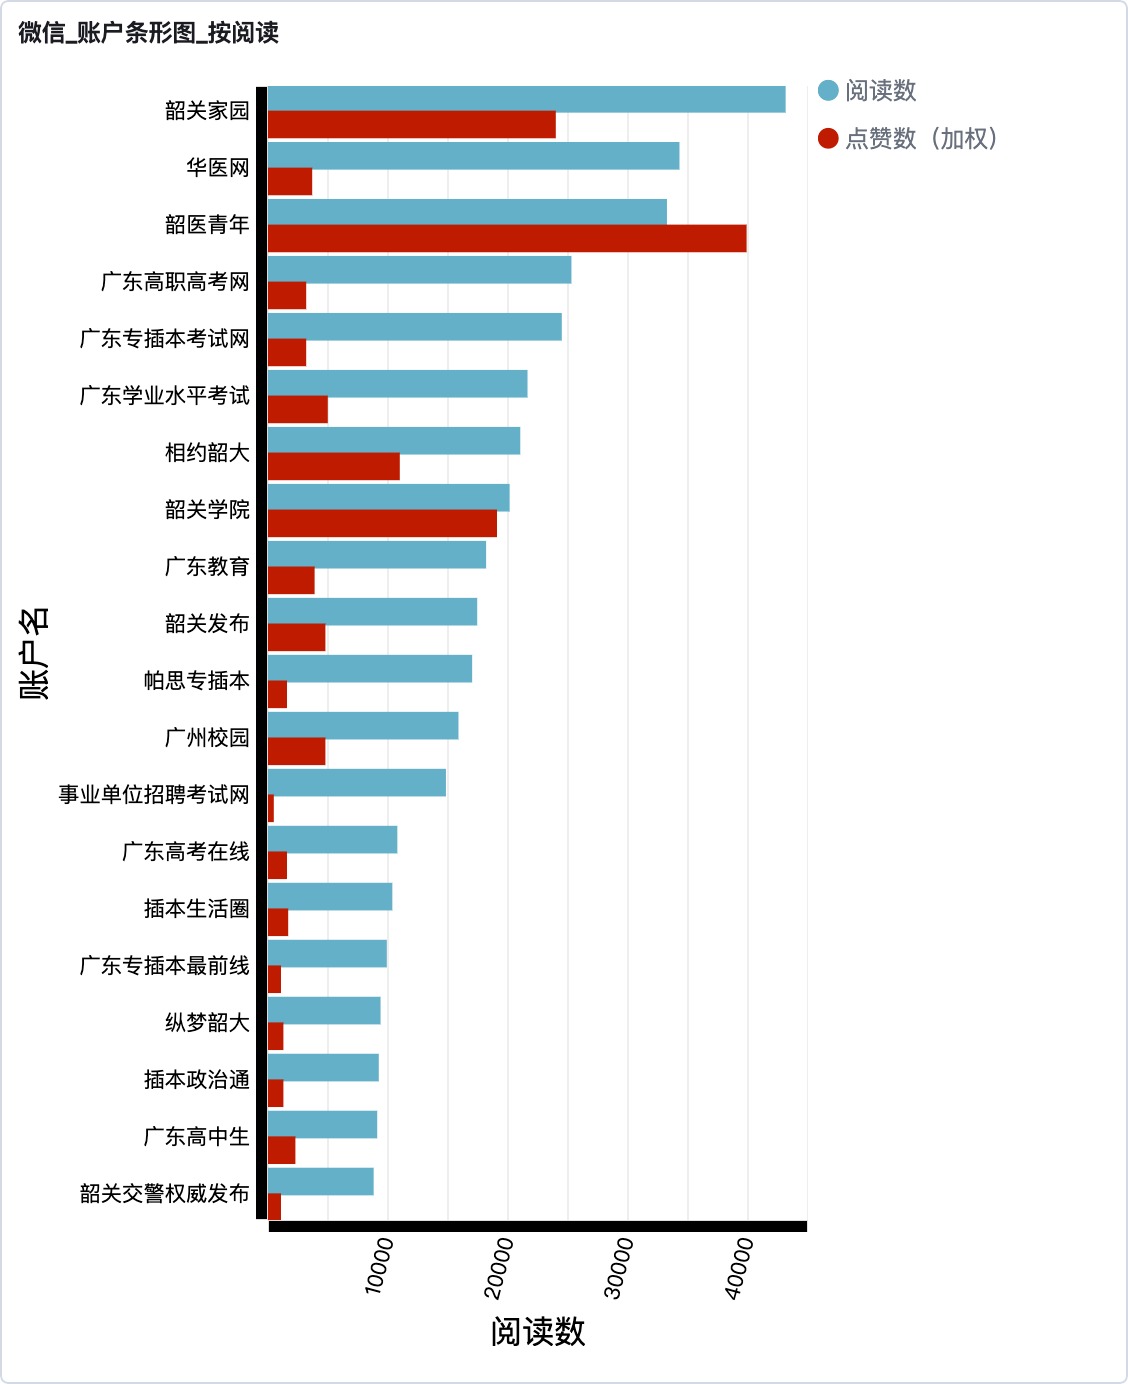 微信_账户条形图_按阅读
阅读数
点赞数（加权）
账户名
韶关家园
华医网
韶医青年
广东高职高考网
广东专插本考试网
广东学业水平考试
相约韶大
韶关学院
广东教育
韶关发布
帕思专插本
广州校园
事业单位招聘考试网
广东高考在线
插本生活圈
广东专插本最前线
纵梦韶大
插本政治通
广东高中生
韶关交警权威发布
10000
20000
30000
40000
阅读数